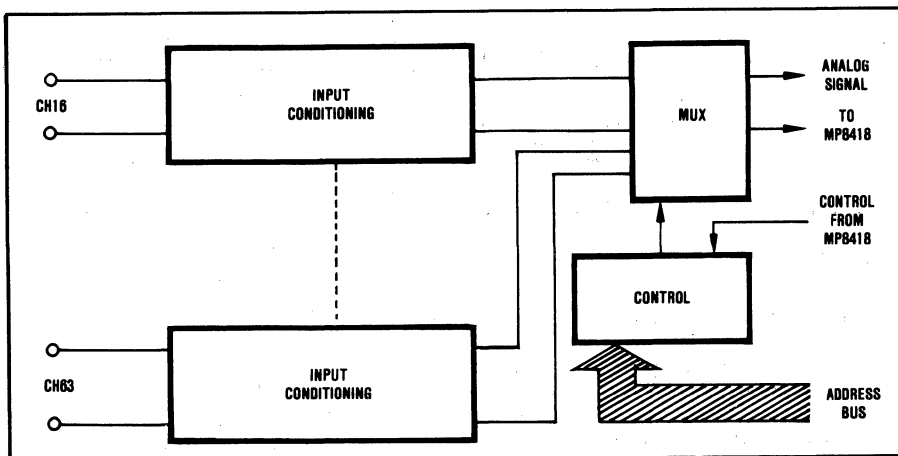 CH16
INPUT
CONDITIONING
MUX
ANALOG
SIGNAL
TO
MP8418
CONTROL
FROM
MP8418
CONTROL
CH63
INPUT
CONDITIONING
ADDRESS
BUS